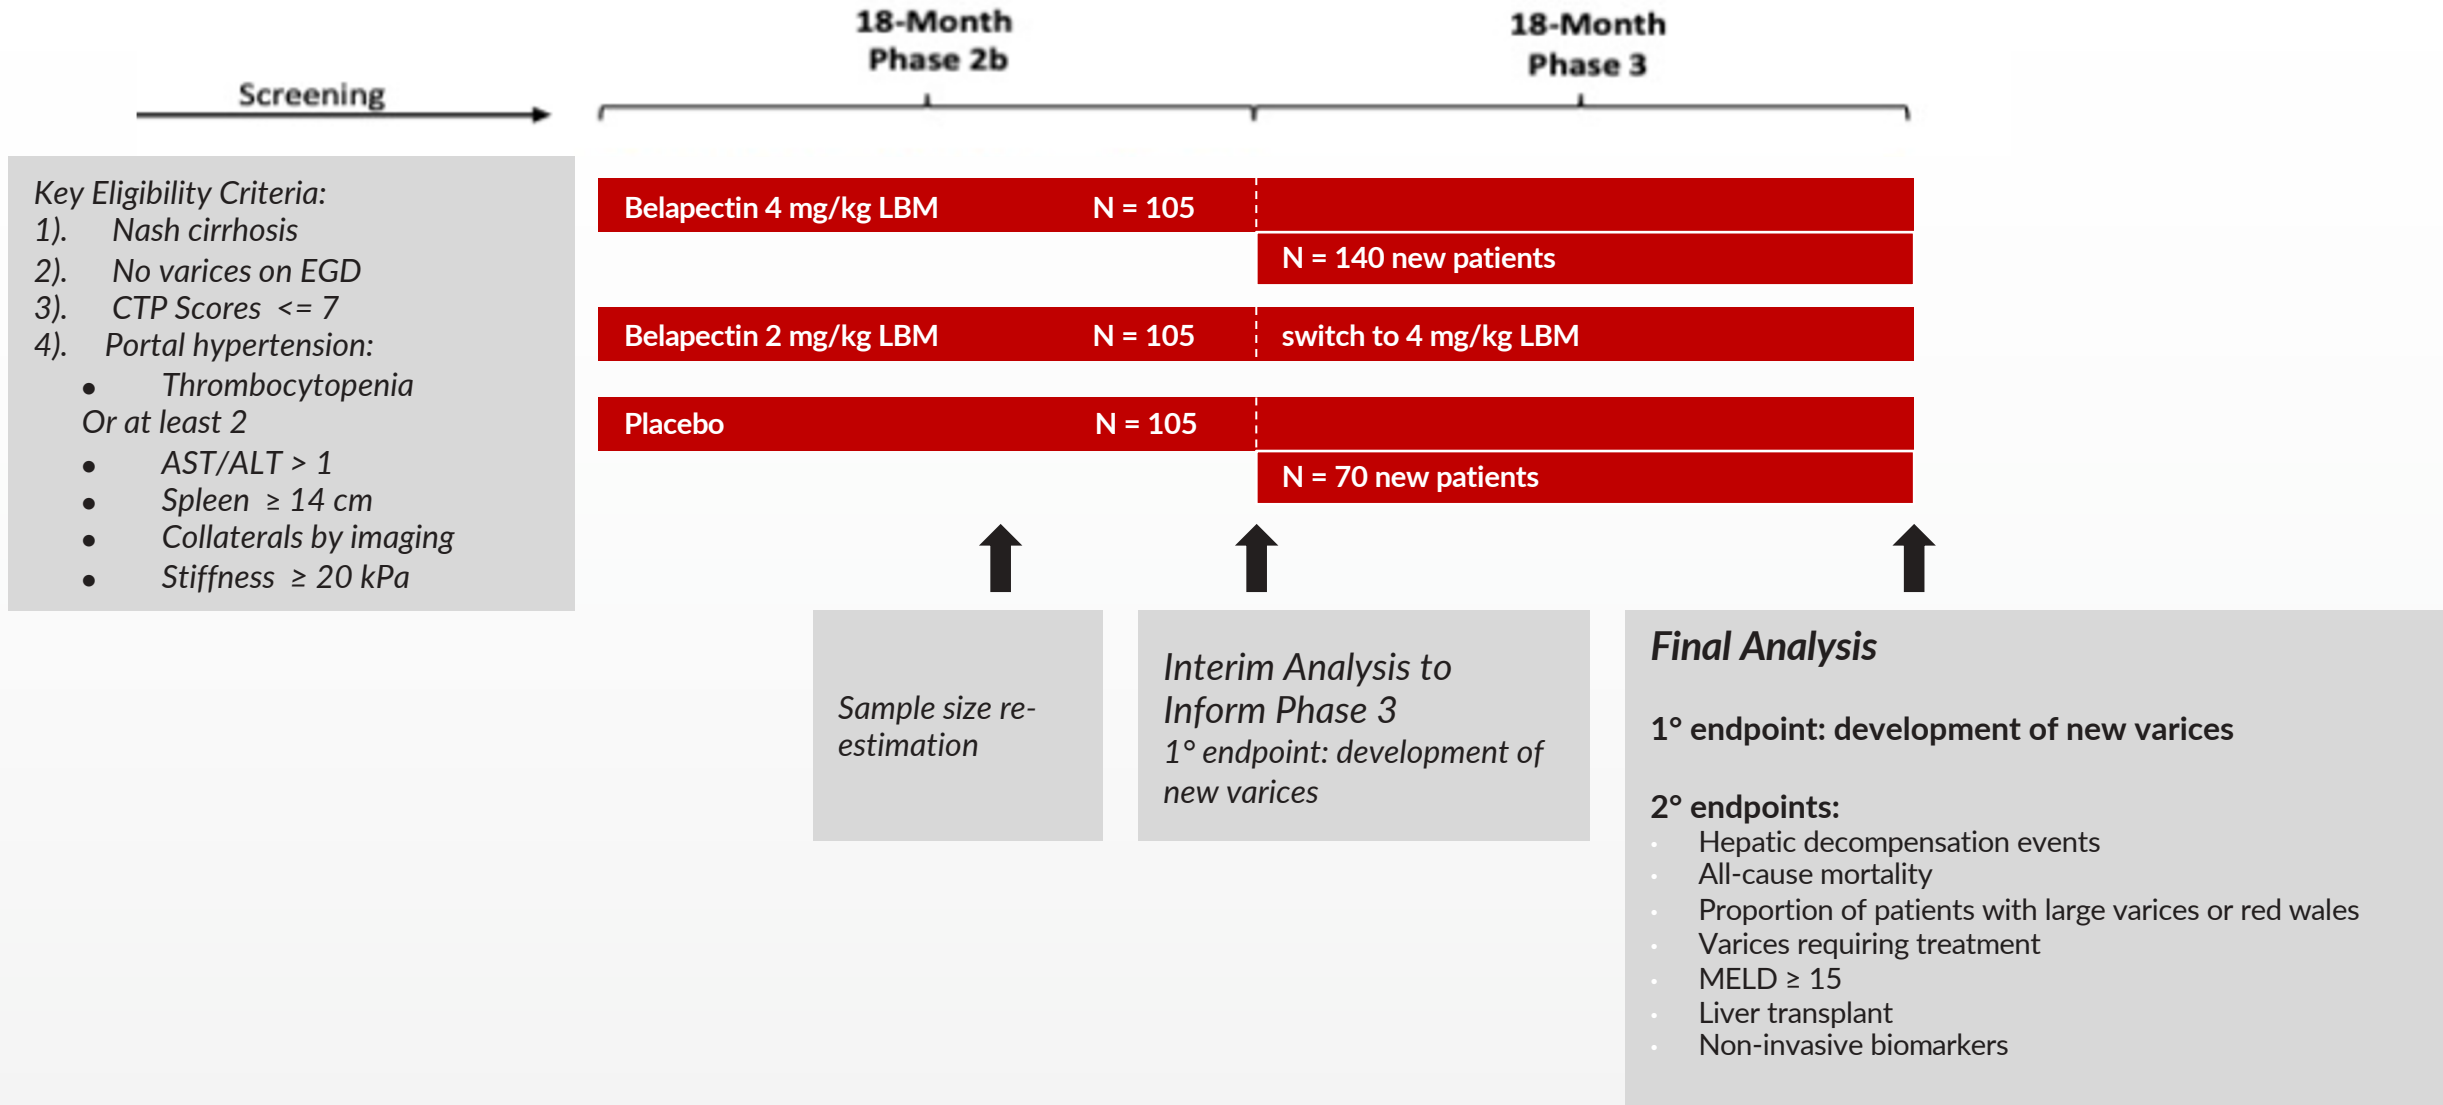 18-Month
Phase 2b
18-Month
Phase 3
Screening
Key Eligibility Criteria:
1). Nash cirrhosis
2). No varices on EGD
3). CTP Scores <= 7
4). Portal hypertension:
• Thrombocytopenia
Or at least 2
• AST/ALT > 1
• Spleen ≥ 14 cm
• Collaterals by imaging
• Stiffness ≥ 20 kPa
Belapectin 4 mg/kg LBM N = 105
N = 140 new patients
Belapectin 2 mg/kg LBM N = 105 switch to 4 mg/kg LBM
Placebo N = 105
N = 70 new patients
Sample size re-
estimation
Interim Analysis to
Inform Phase 3
1° endpoint: development of
new varices
Final Analysis
1° endpoint: development of new varices
2° endpoints:
· Hepatic decompensation events
· All-cause mortality
· Proportion of patients with large varices or red wales
· Varices requiring treatment
· MELD ≥ 15
· Liver transplant
· Non-invasive biomarkers